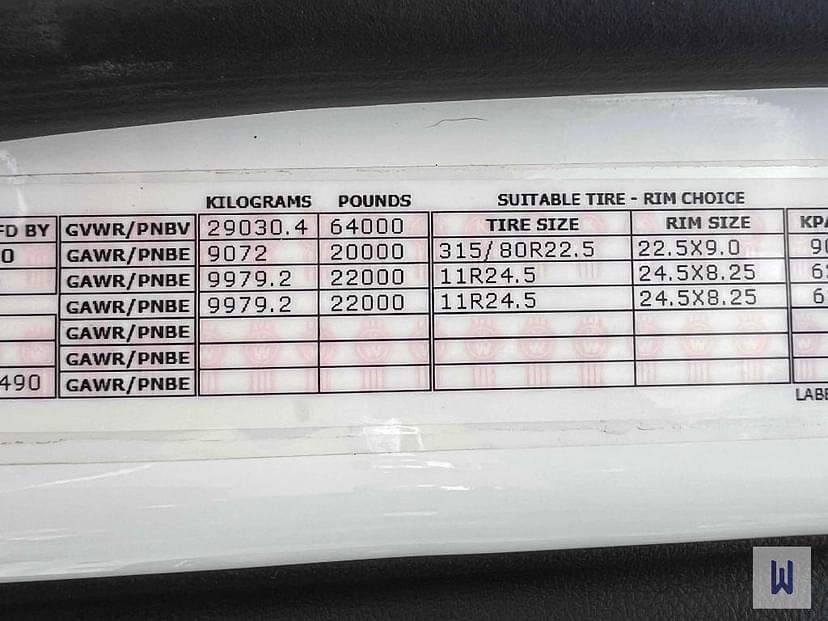 KILOGRAMS POUNDS SUITABLE TIRE - RIM CHOICE
FD BY GVWR/PNBV 29030.4 64000 TIRE SIZE RIM SIZE KPA
0 GAWR/PNBE 9072 20000 315/80R22.5 22.5X9.0
GAWR/PNBE 9979.2 22000 11R24.5 24.5X8.25
GAWR/PNBE 9979.2 22000 11R24.5 24.5X8.25
GAWR/PNBE
GAWR/PNBE
490 GAWR/PNBE
LABE
W